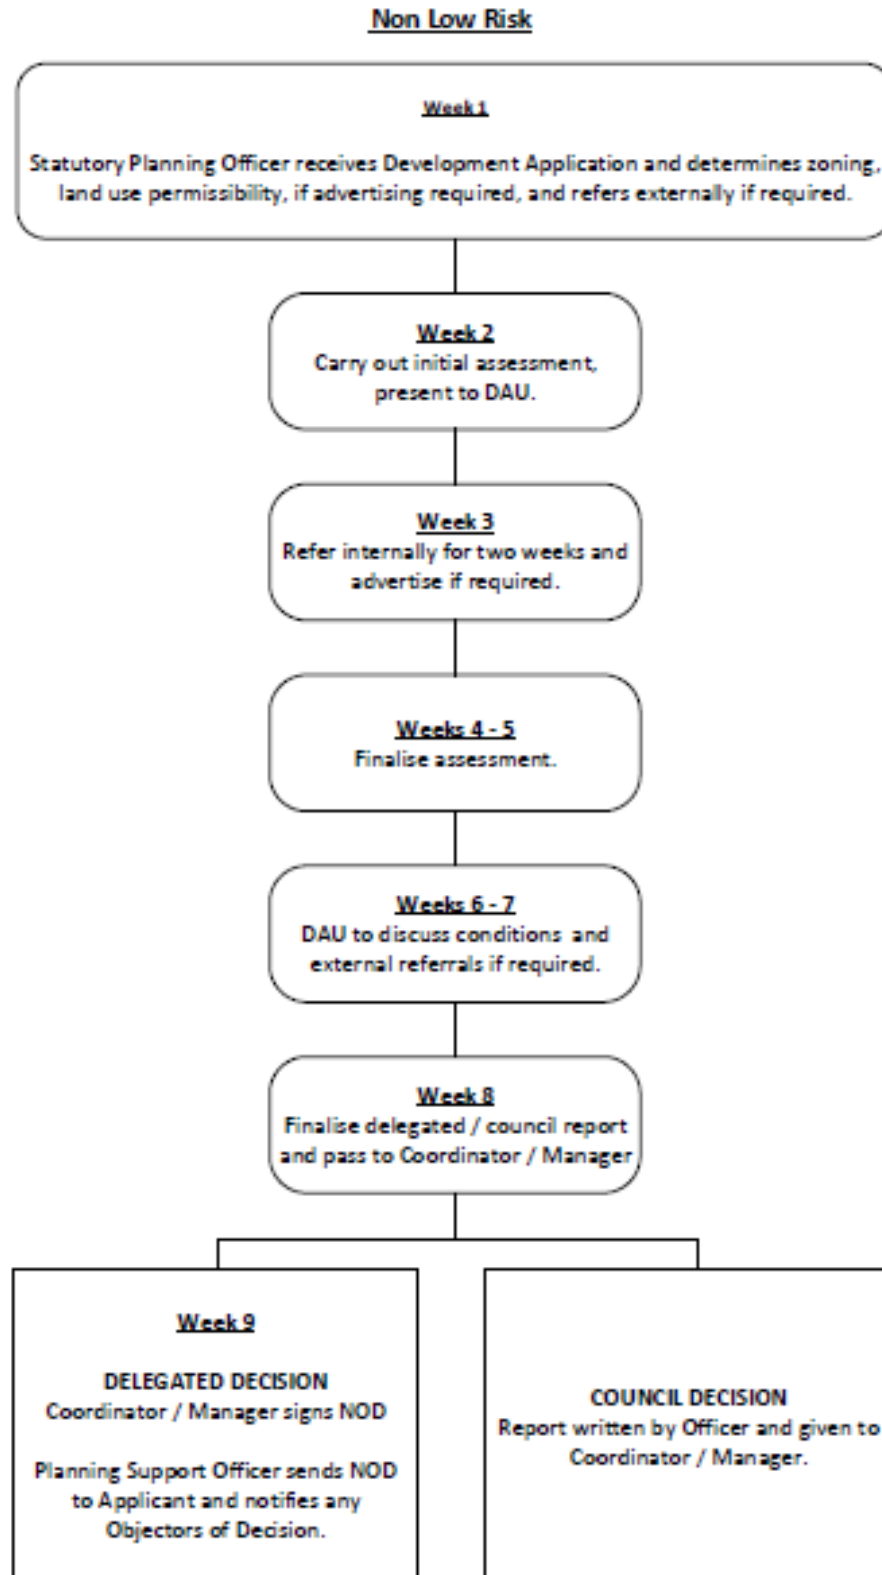 Non Low Risk
Week 1
Statutory Planning Officer receives Development Application and determines zoning,
land use permissibility, if advertising required, and refers externally if required.
Week 2
Carry out initial assessment,
present to DAU.
Week 3
Refer internally for two weeks and
advertise if required.
Weeks 4 - 5
Finalise assessment.
Weeks 6 - 7
DAU to discuss conditions and
external referrals if required.
Week 8
Finalise delegated / council report
and pass to Coordinator / Manager
Week 9
DELEGATED DECISION
Coordinator / Manager signs NOD
Planning Support Officer sends NOD
to Applicant and notifies any
Objectors of Decision.
COUNCIL DECISION
Report written by Officer and given to
Coordinator / Manager.